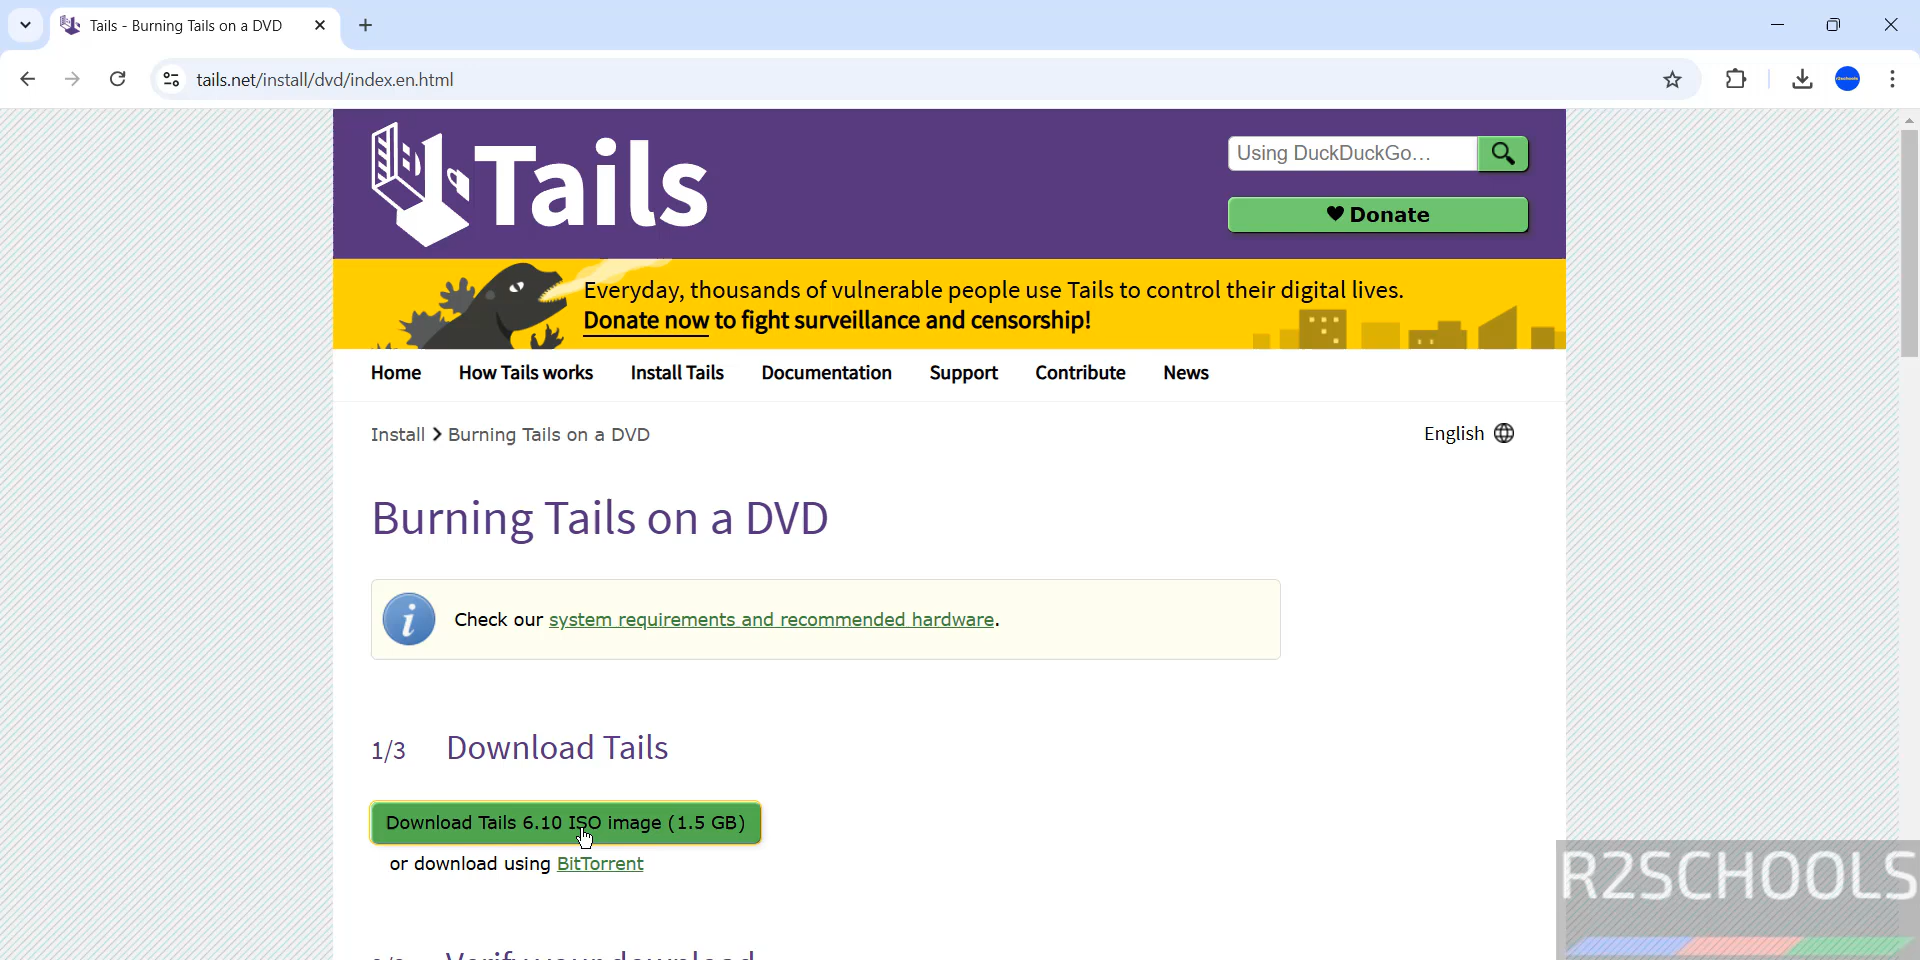 Tails - Burning Tails on a DVD
tails.net/install/dvd/index.en.html
Tails
Using DuckDuckGo...
Donate
Everyday, thousands of vulnerable people use Tails to control their digital lives.
Donate now to fight surveillance and censorship!
Home How Tails works Install Tails Documentation Support Contribute News
Install > Burning Tails on a DVD
English
Burning Tails on a DVD
Check our system requirements and recommended hardware.
1/3 Download Tails
Download Tails 6.10 ISO image (1.5 GB)
or download using BitTorrent
Verify your download
R2SCHOOLS